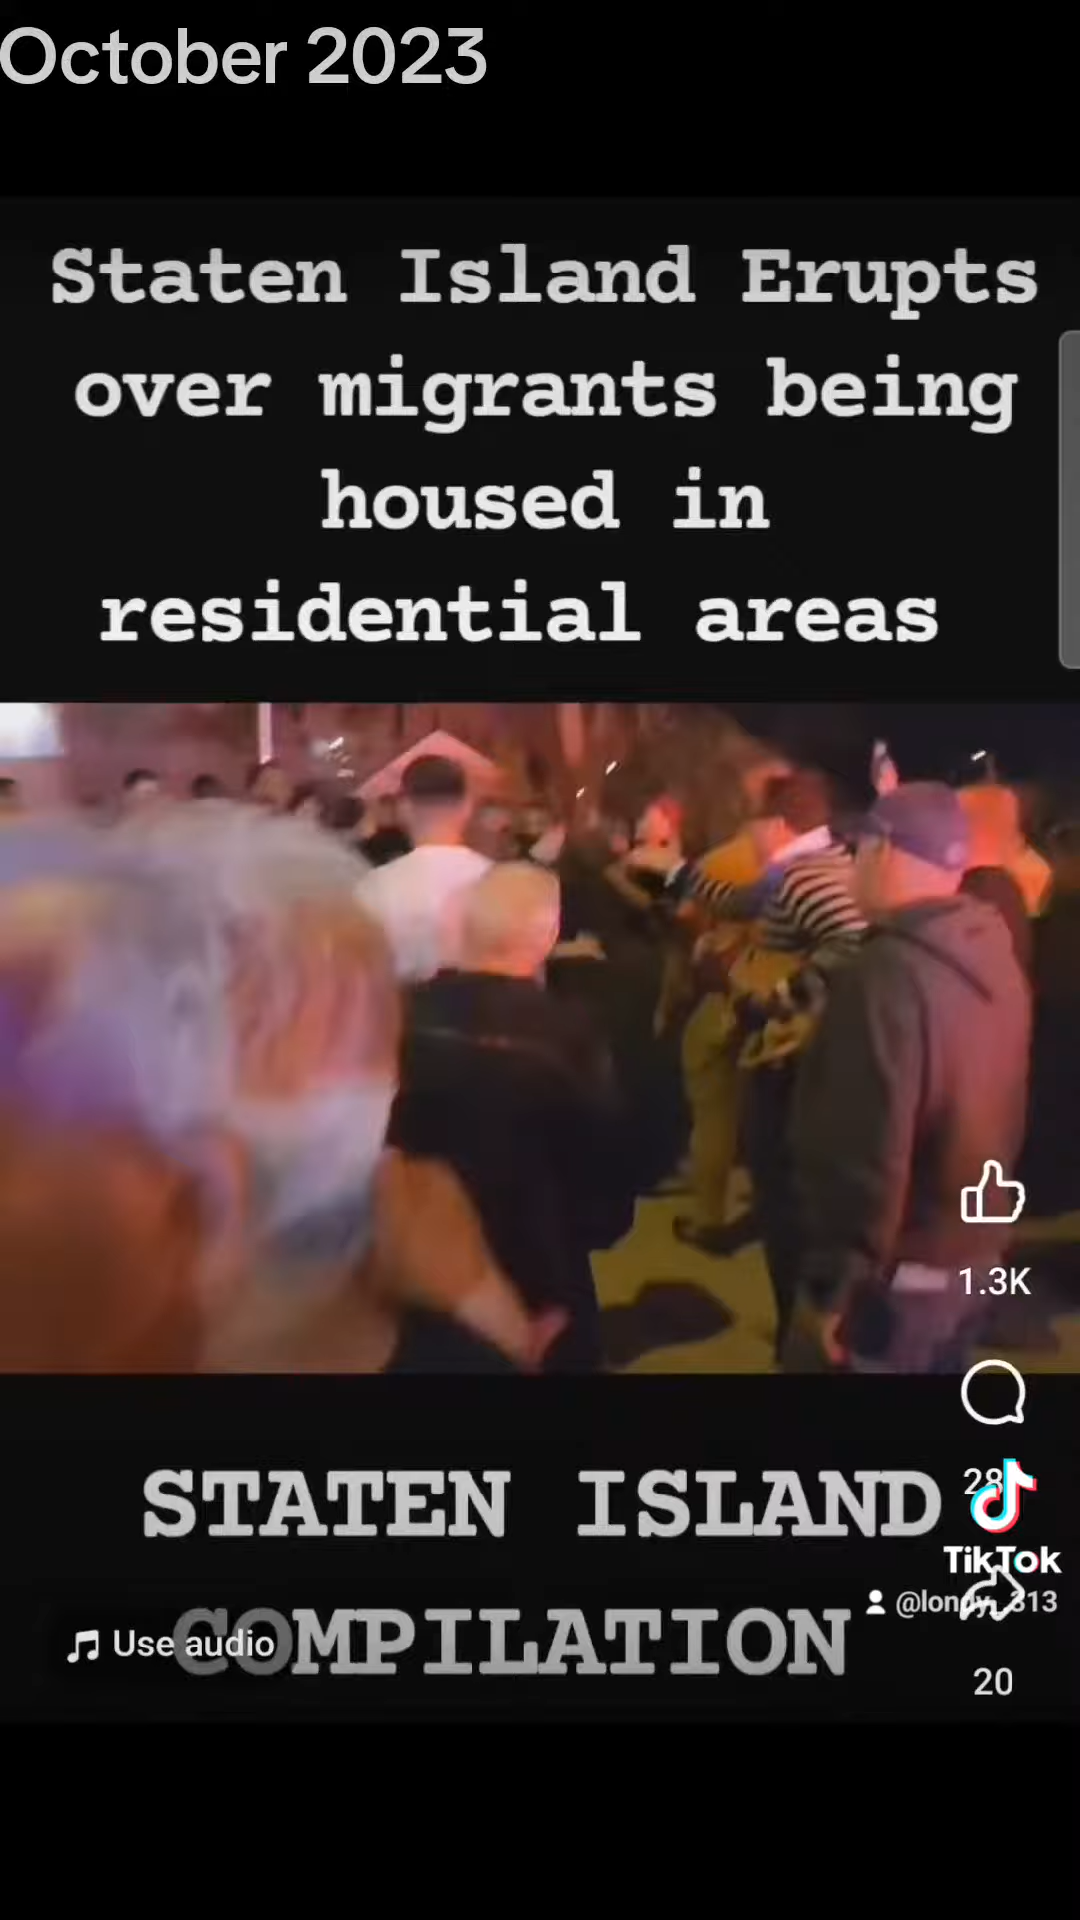 October 2023
Staten Island Erupts
over migrants being
housed in
residential areas
1.3K
STATEN ISLAND
28
TikTok
COMPILATION
Use audio
20